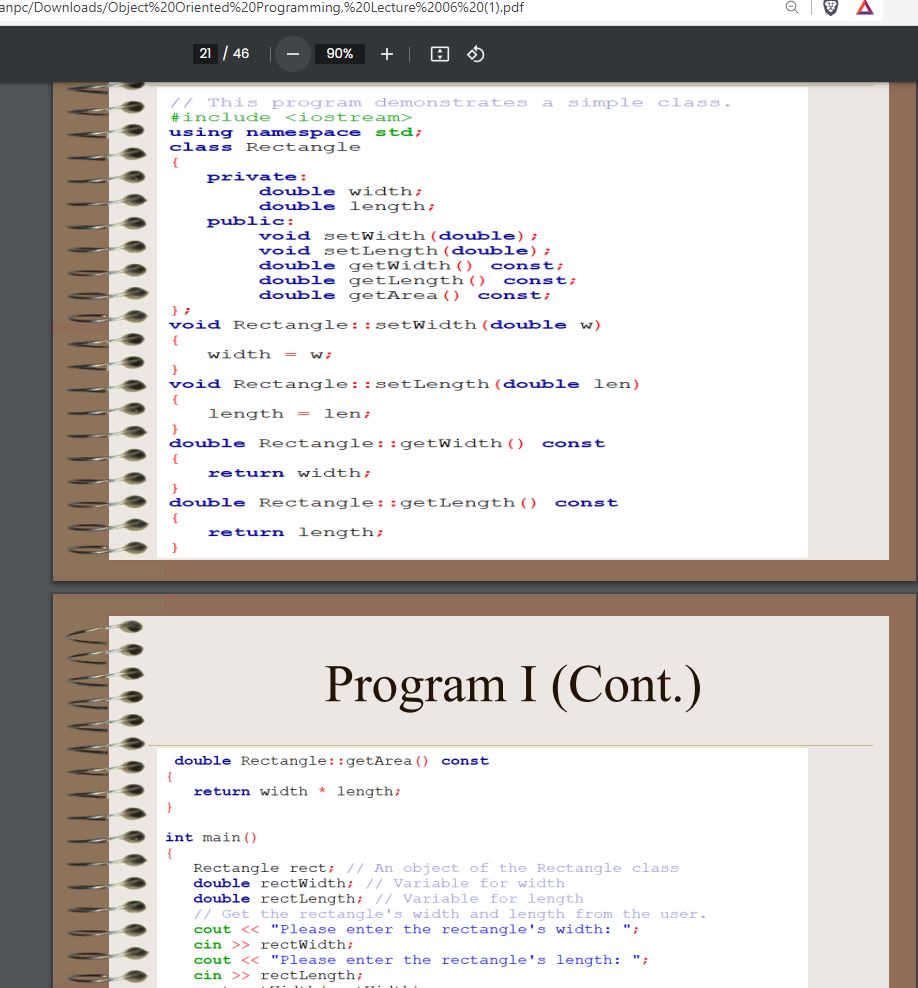 anpc/Downloads/Object%20Oriented%20Programming,%20Lecture%2006%20(1).pdf
21 / 46 90%
// This program demonstrates a simple class.
#include <iostream>
using namespace std;
class Rectangle
{
private:
double width;
double length;
public:
void setWidth(double);
void setLength(double);
double getWidth() const;
double getLength() const;
double getArea() const;
};
void Rectangle::setWidth(double w)
{
width = w;
}
void Rectangle::setLength(double len)
{
length = len;
}
double Rectangle::getWidth() const
{
return width;
}
double Rectangle::getLength() const
{
return length;
}
Program I (Cont.)
double Rectangle::getArea() const
{
return width * length;
}
int main()
{
Rectangle rect; // An object of the Rectangle class
double rectWidth; // Variable for width
double rectLength; // Variable for length
// Get the rectangle's width and length from the user.
cout << "Please enter the rectangle's width: ";
cin >> rectWidth;
cout << "Please enter the rectangle's length: ";
cin >> rectLength;